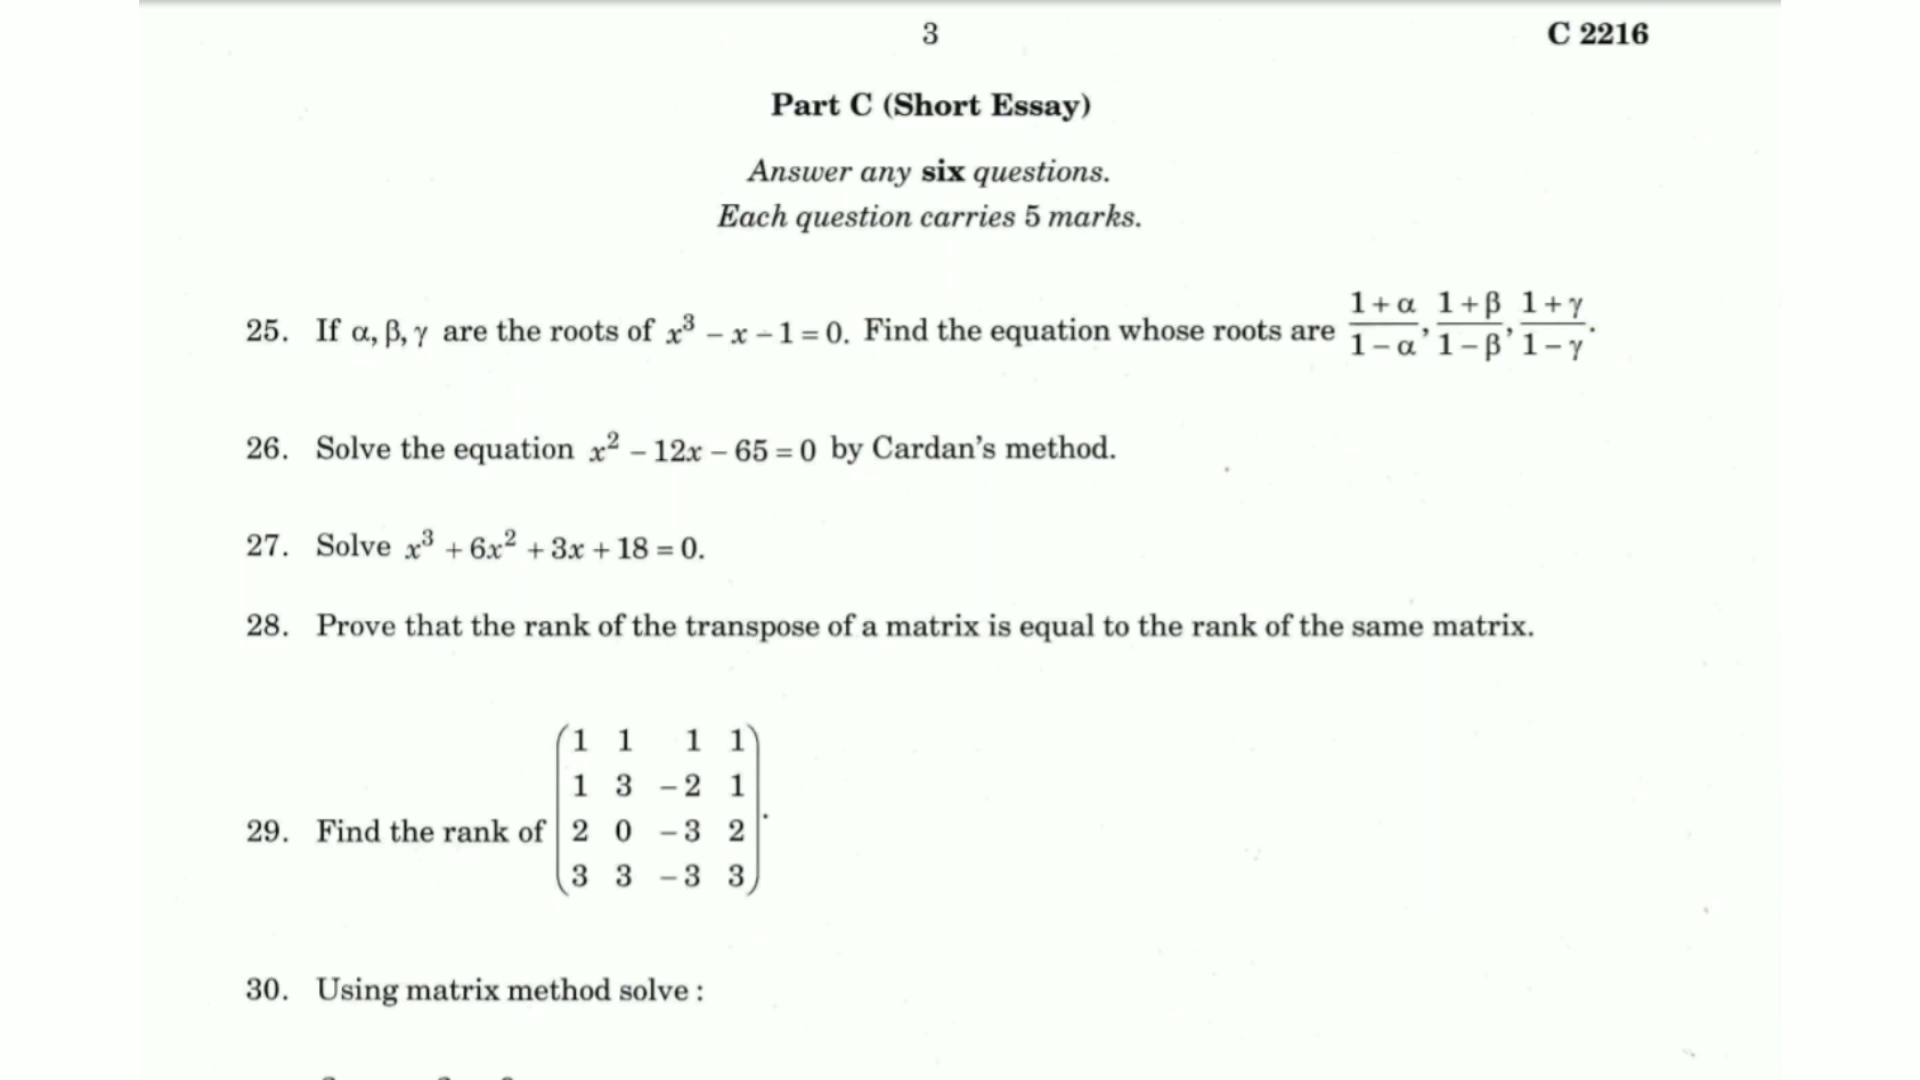 3
C 2216
Part C (Short Essay)
Answer any six questions.
Each question carries 5 marks.
25. If α, β, γ are the roots of x³ – x – 1 = 0. Find the equation whose roots are (1+α)/(1–α), (1+β)/(1–β), (1+γ)/(1–γ).
26. Solve the equation x² – 12x – 65 = 0 by Cardan's method.
27. Solve x³ + 6x² + 3x + 18 = 0.
28. Prove that the rank of the transpose of a matrix is equal to the rank of the same matrix.
1 1 1 1
1 3 –2 1
29. Find the rank of 2 0 –3 2 .
3 3 –3 3
30. Using matrix method solve :